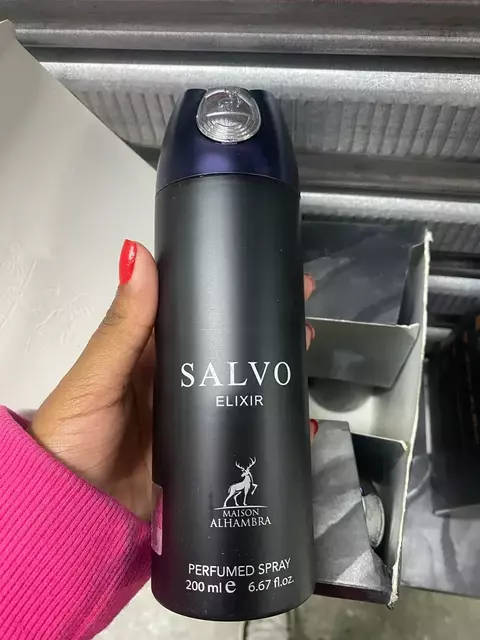 SALVO
ELIXIR
MAISON
ALHAMBRA
PERFUMED SPRAY
200 ml e 6.67 fl.oz.